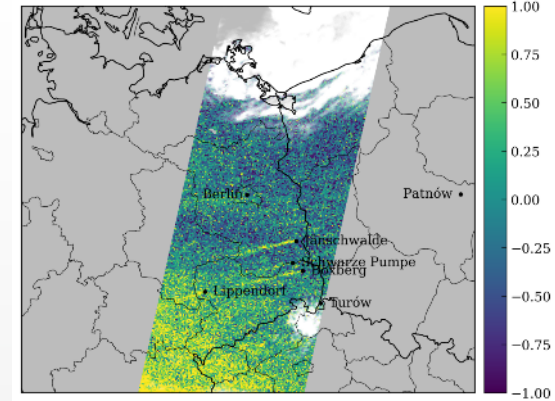 1.00
0.75
0.50
0.25
0.00
−0.25
−0.50
−0.75
−1.00
Berlin
Patnów
Jänschwalde
Schwarze Pumpe
Boxberg
Lippendorf
Turów